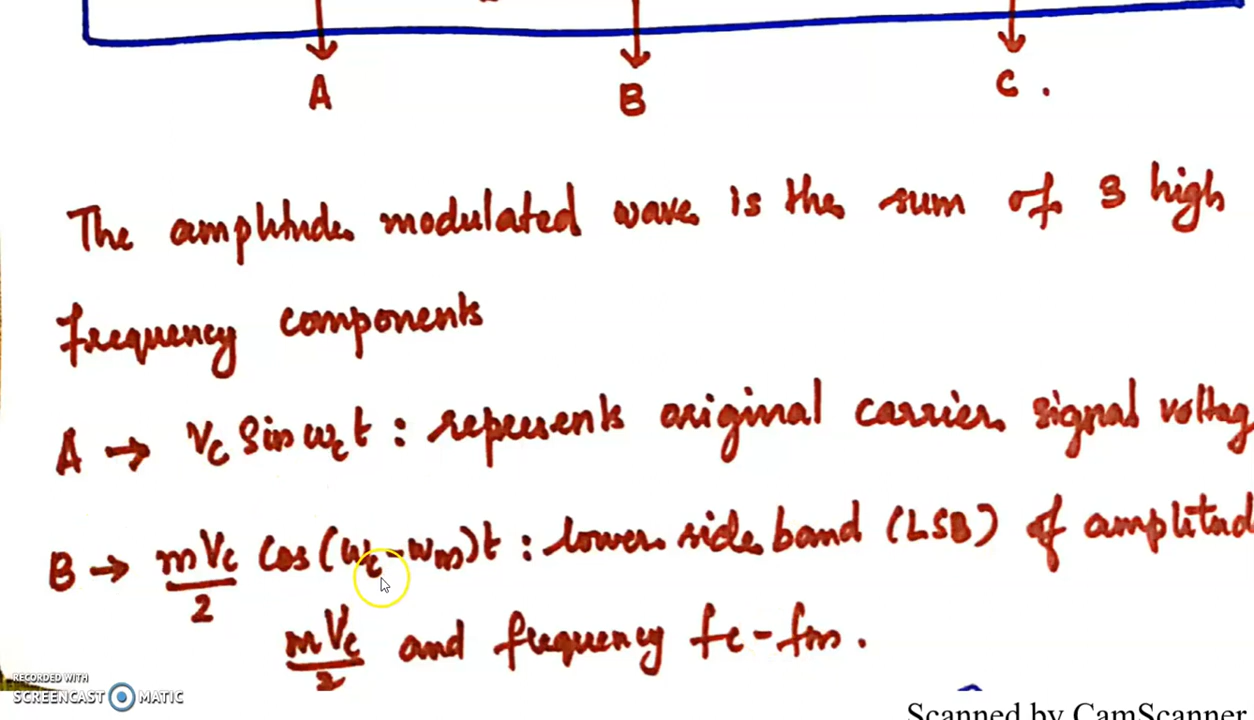 A B C .
The amplitude modulated wave is the sum of 3 high
frequency components
A → Vc Sin ωct : represents original carrier signal voltag
B → mVc/2 Cos (ωc-ωm)t : lower side band (LSB) of amplitud
mVc/2 and frequency fc-fm.
RECORDED WITH
SCREENCAST MATIC
Scanned by CamScanner